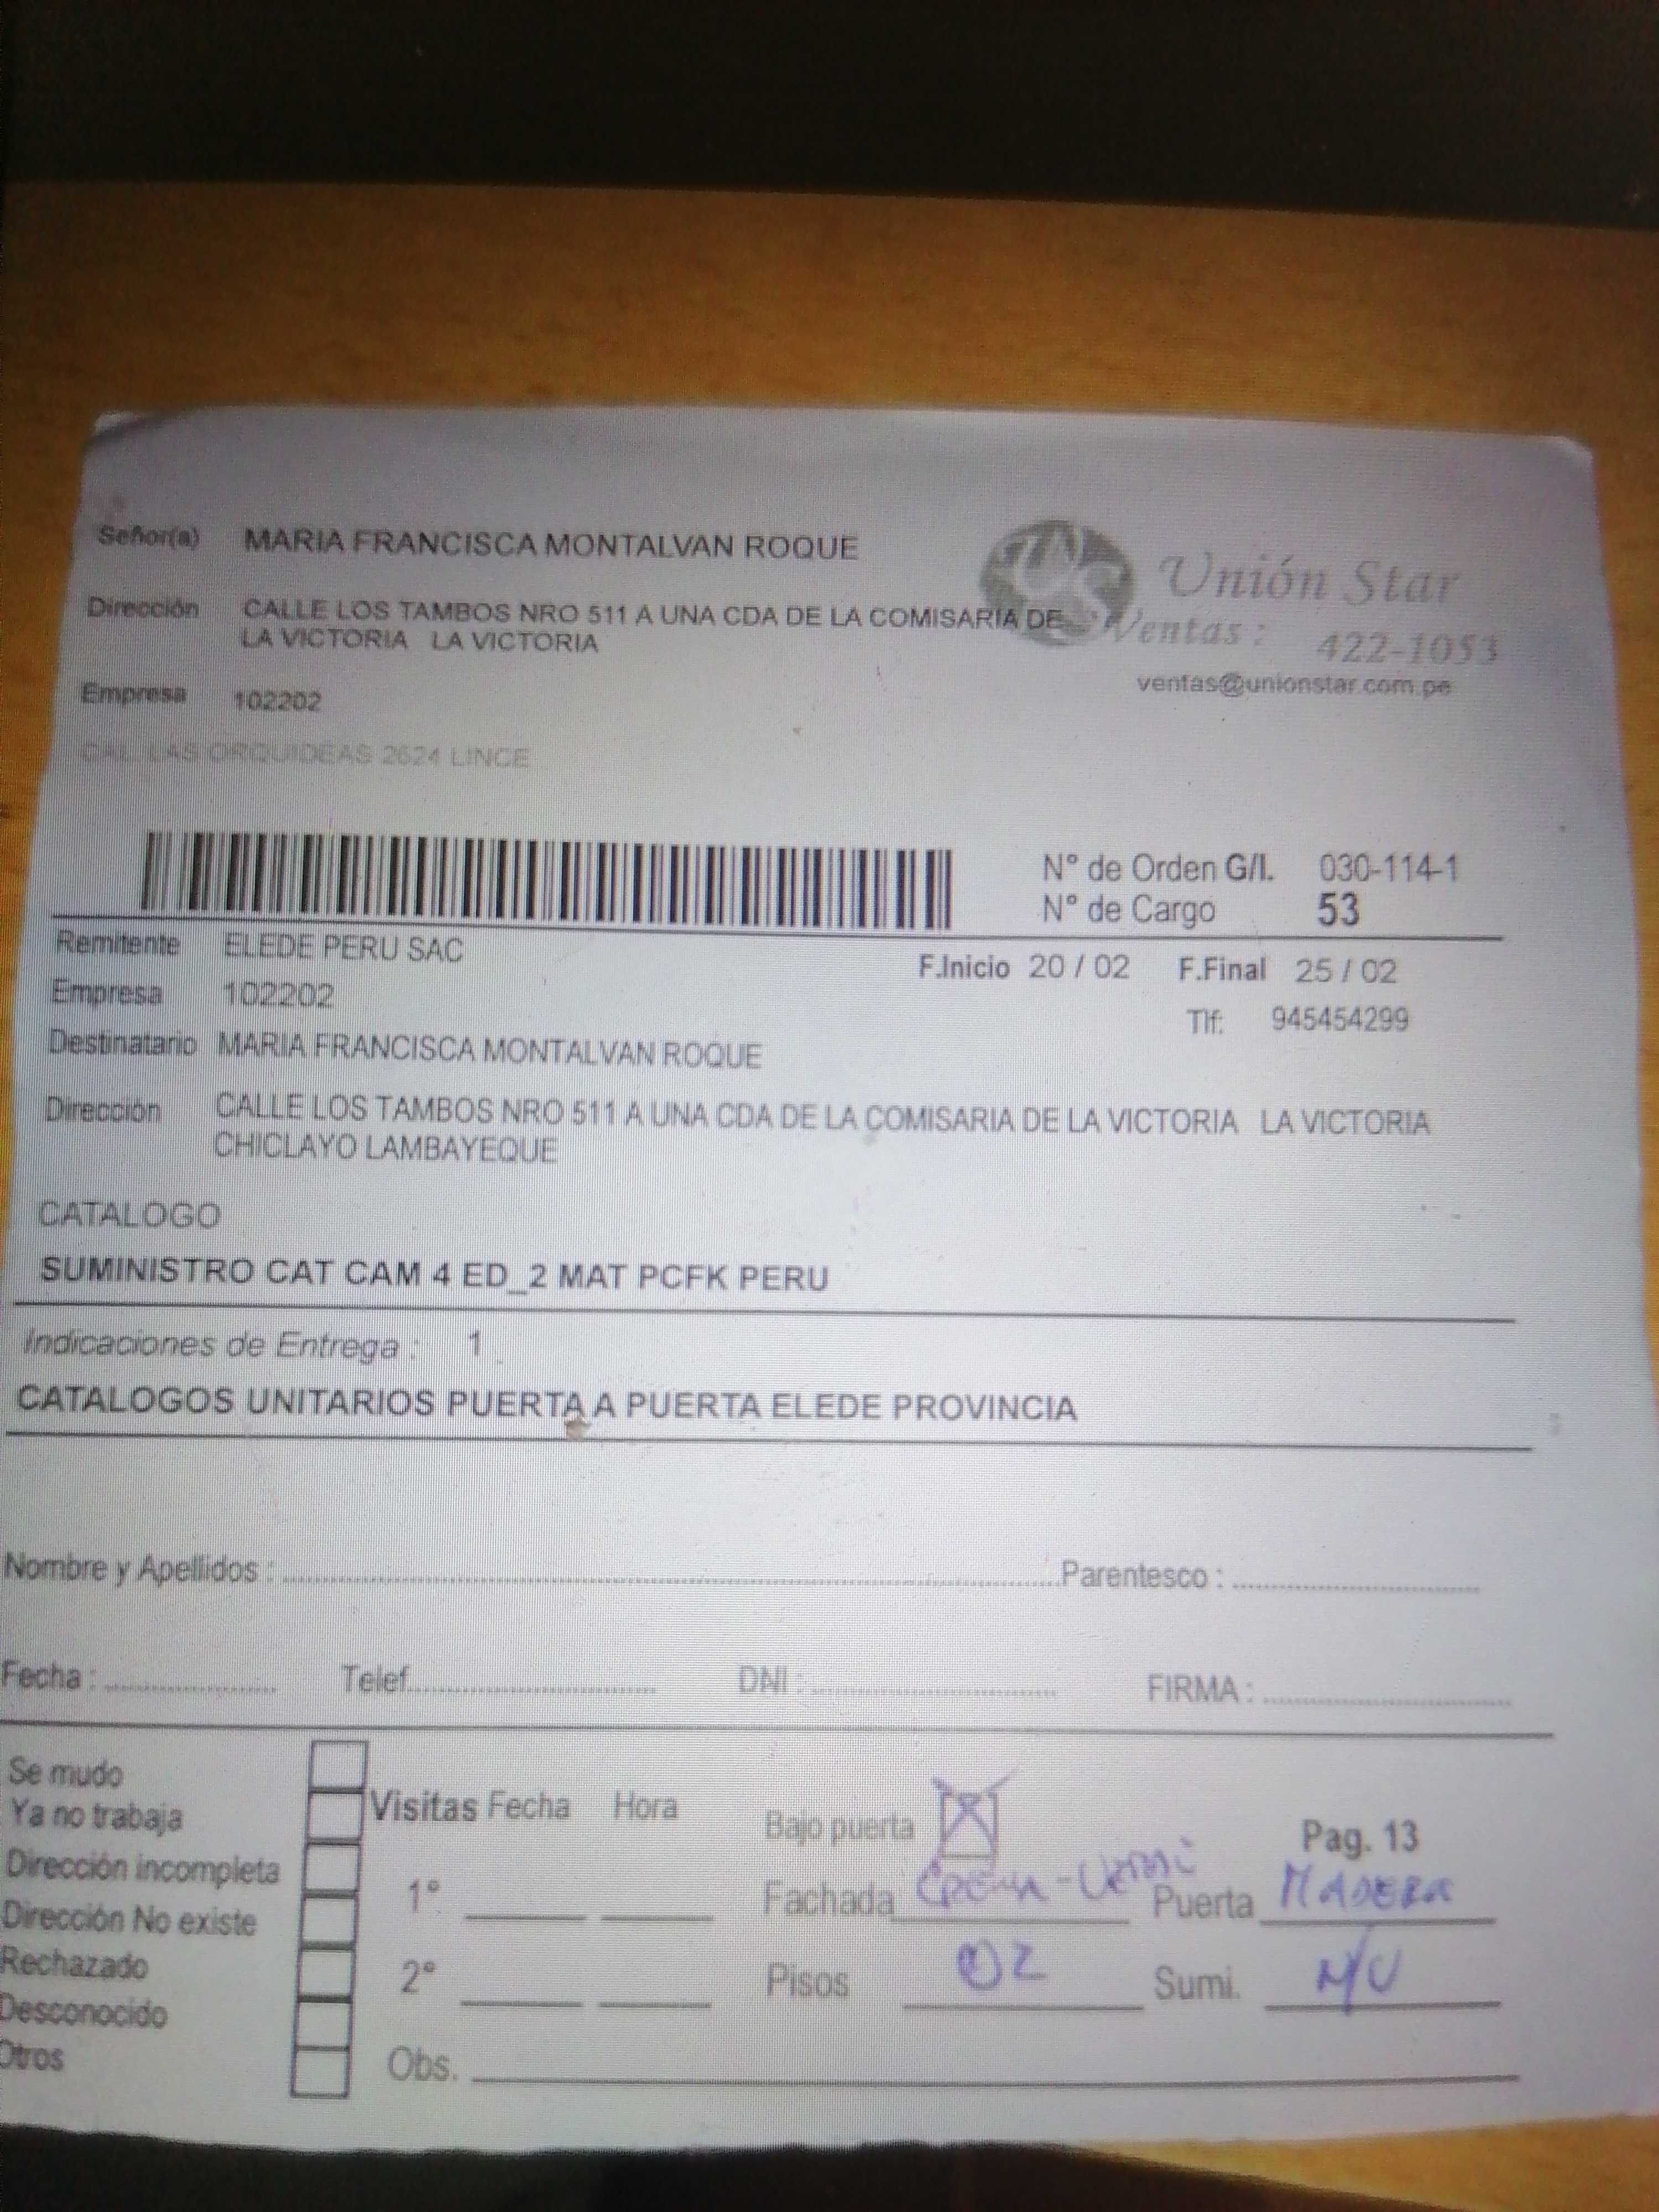 Señor(a) MARIA FRANCISCA MONTALVAN ROQUE
Unión Star
Dirección CALLE LOS TAMBOS NRO 511 A UNA CDA DE LA COMISARIA DE
LA VICTORIA LA VICTORIA
Ventas : 422-1053
ventas@unionstar.com.pe
Empresa 102202
CAL LAS ORQUIDEAS 2624 LINCE
N° de Orden G/I. 030-114-1
N° de Cargo 53
Remitente ELEDE PERU SAC
F.Inicio 20 / 02 F.Final 25 / 02
Empresa 102202
Tlf: 945454299
Destinatario MARIA FRANCISCA MONTALVAN ROQUE
Dirección CALLE LOS TAMBOS NRO 511 A UNA CDA DE LA COMISARIA DE LA VICTORIA LA VICTORIA
CHICLAYO LAMBAYEQUE
CATALOGO
SUMINISTRO CAT CAM 4 ED_2 MAT PCFK PERU
Indicaciones de Entrega : 1
CATALOGOS UNITARIOS PUERTA A PUERTA ELEDE PROVINCIA
Nombre y Apellidos : Parentesco :
Fecha : Telef. DNI : FIRMA :
Se mudo
Ya no trabaja
Dirección incompleta
Dirección No existe
Rechazado
Desconocido
Otros
Visitas Fecha Hora
1°
2°
Obs.
Bajo puerta X
Pag. 13
Fachada Crema Puerta MADERA
Pisos 02 Sumi.